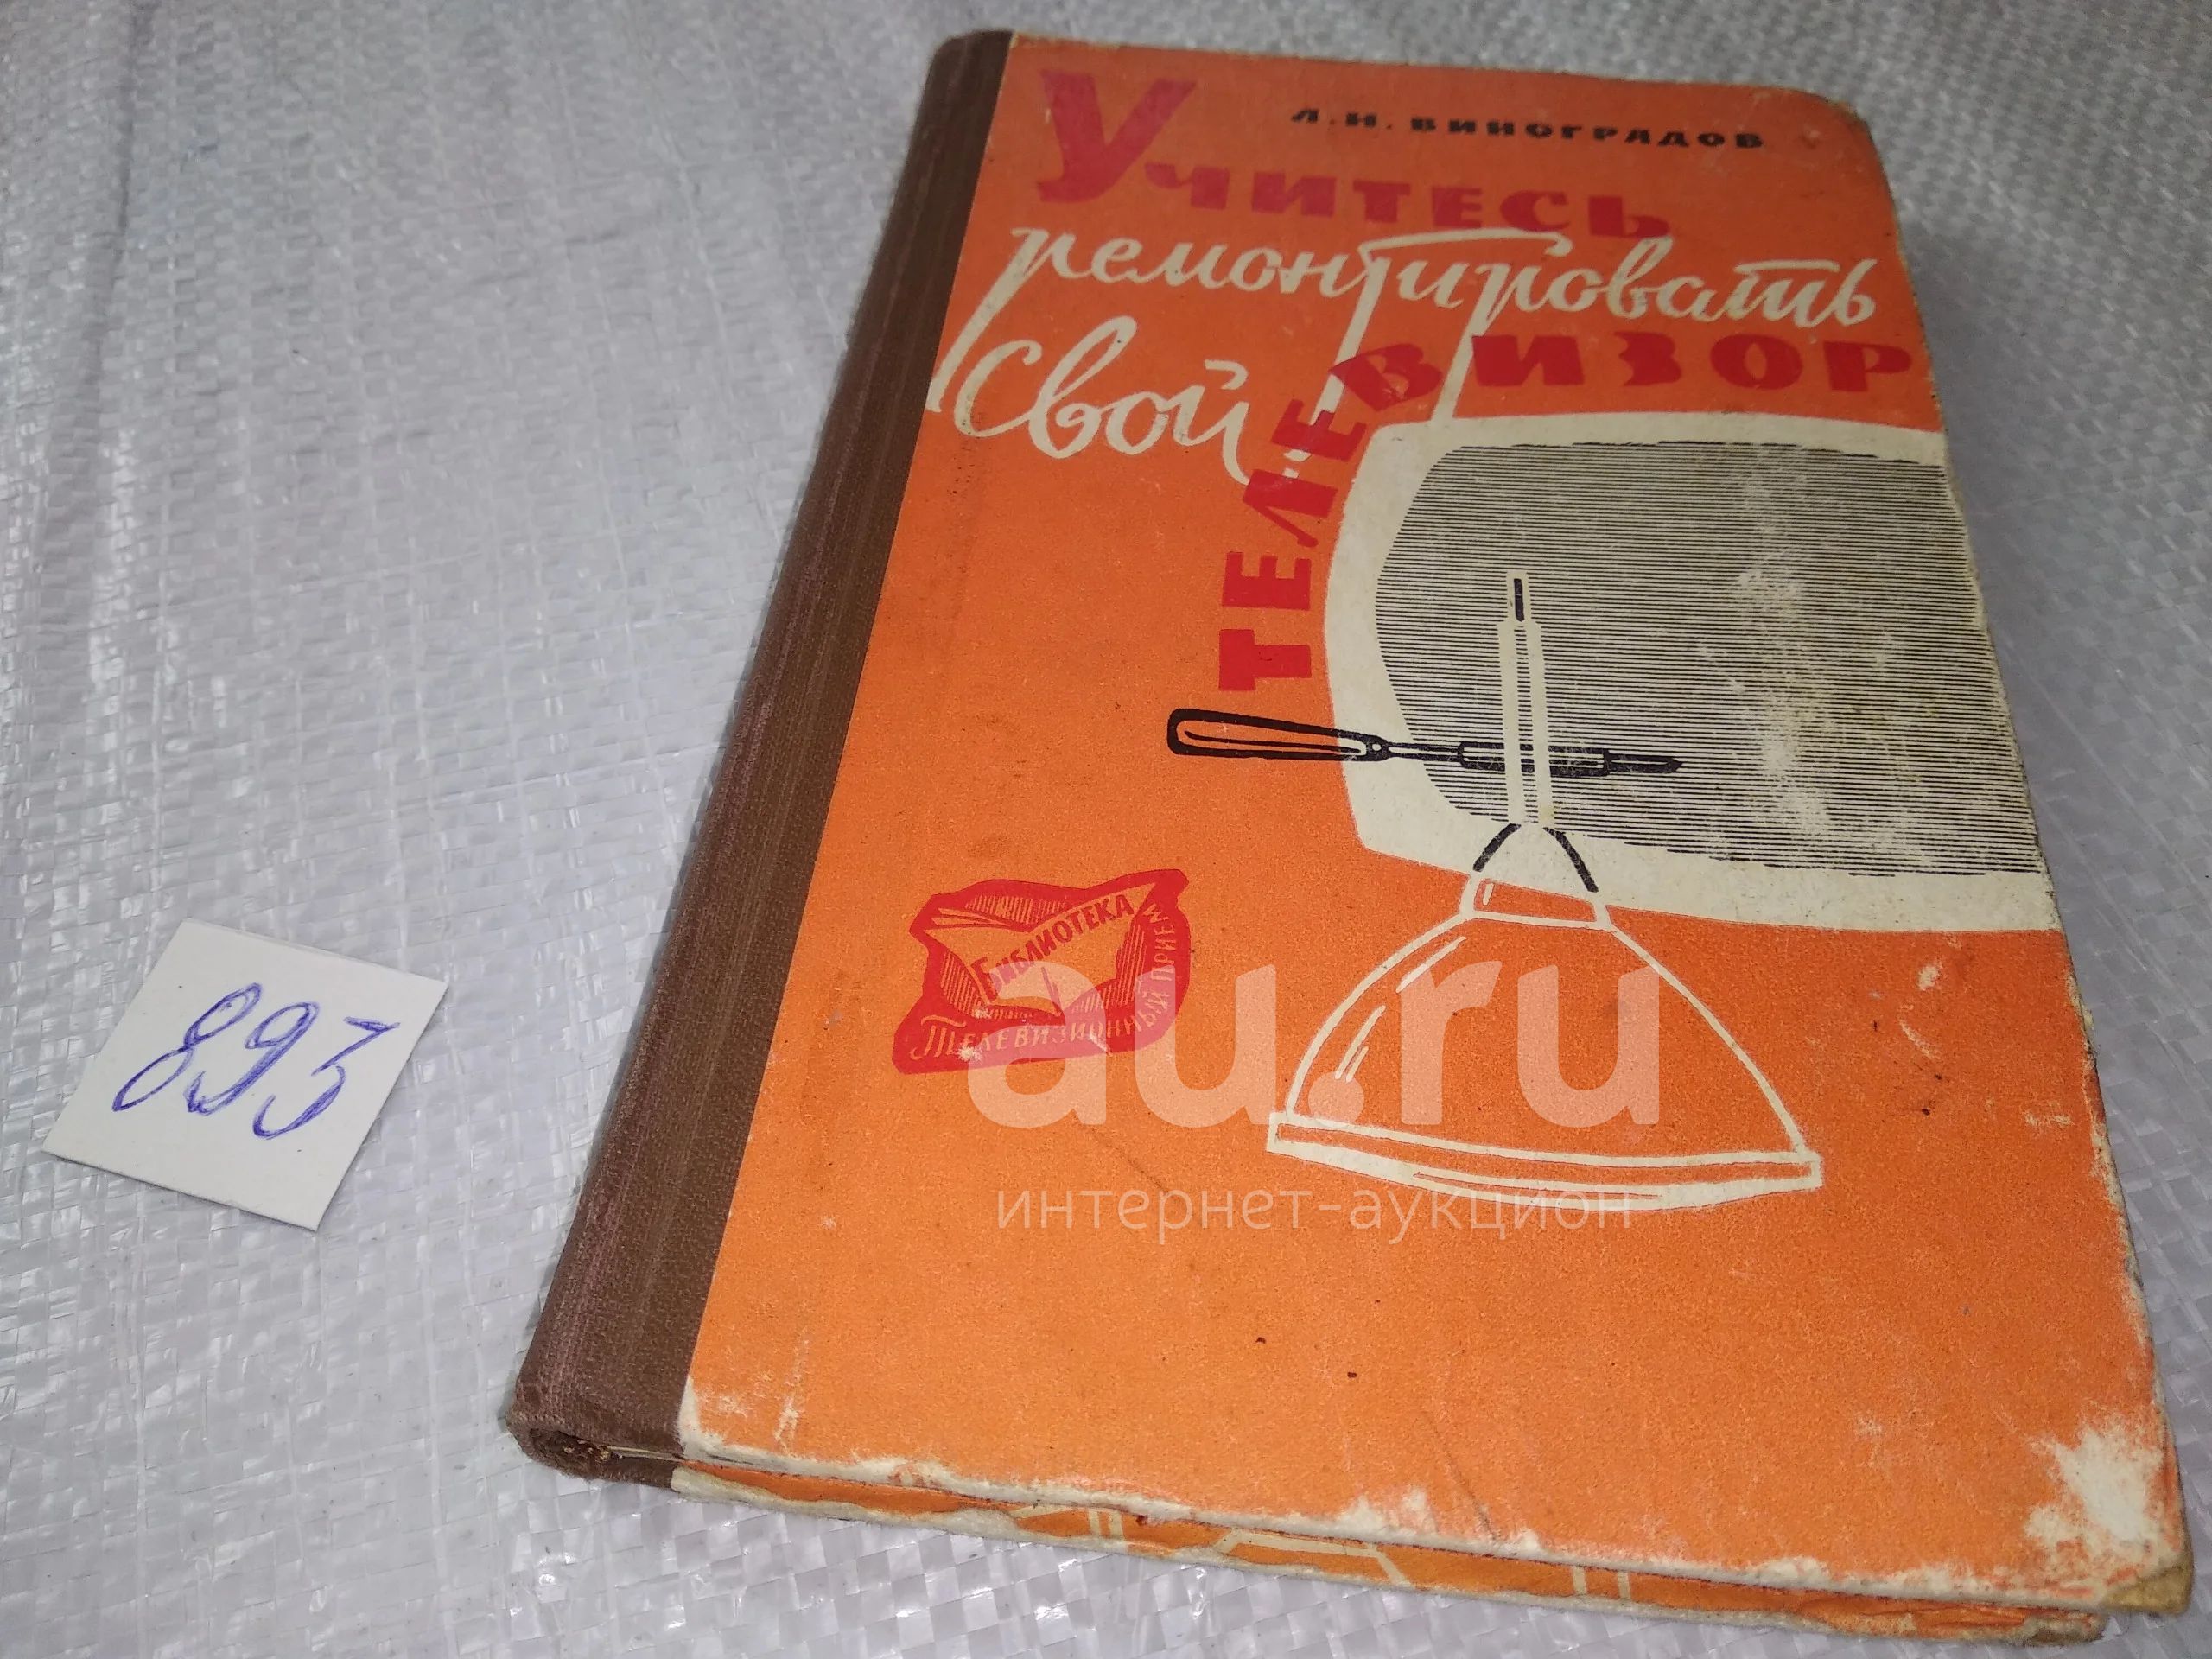 Л.И. ВИНОГРАДОВ
УЧИТЕСЬ
ремонтировать
свой
ТЕЛЕВИЗОР
БИБЛИОТЕКА
ТЕЛЕВИЗИОННЫЙ ПРИЕМ
893
au.ru
интернет-аукцион